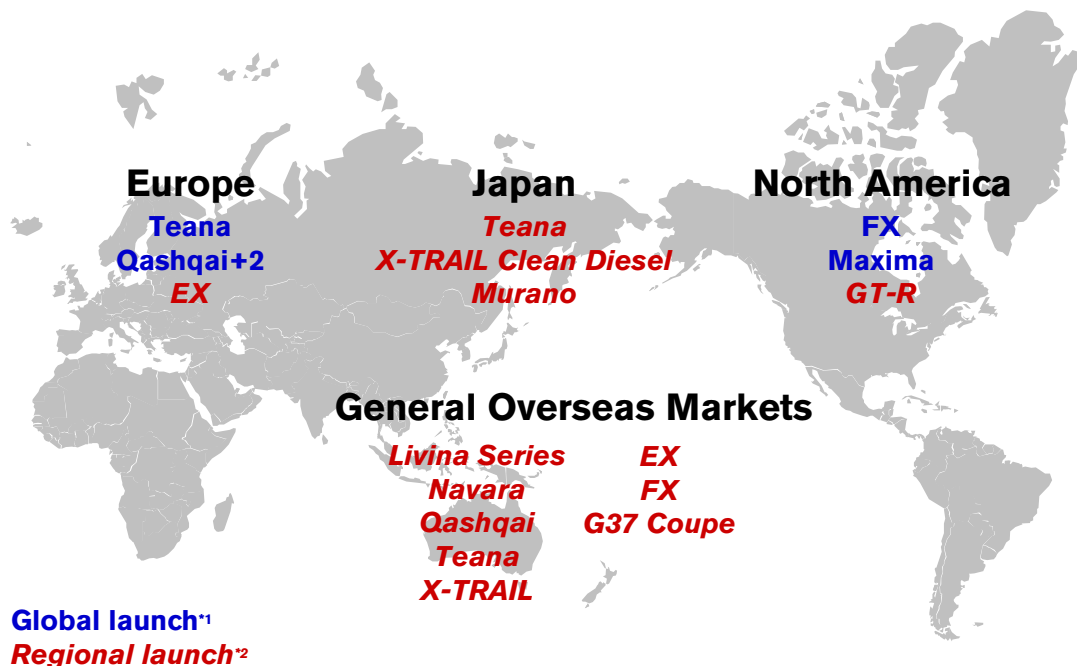 Europe
Teana
Qashqai+2
EX
Japan
Teana
X-TRAIL Clean Diesel
Murano
North America
FX
Maxima
GT-R
General Overseas Markets
Livina Series
Navara
Qashqai
Teana
X-TRAIL
EX
FX
G37 Coupe
Global launch*1
Regional launch*2